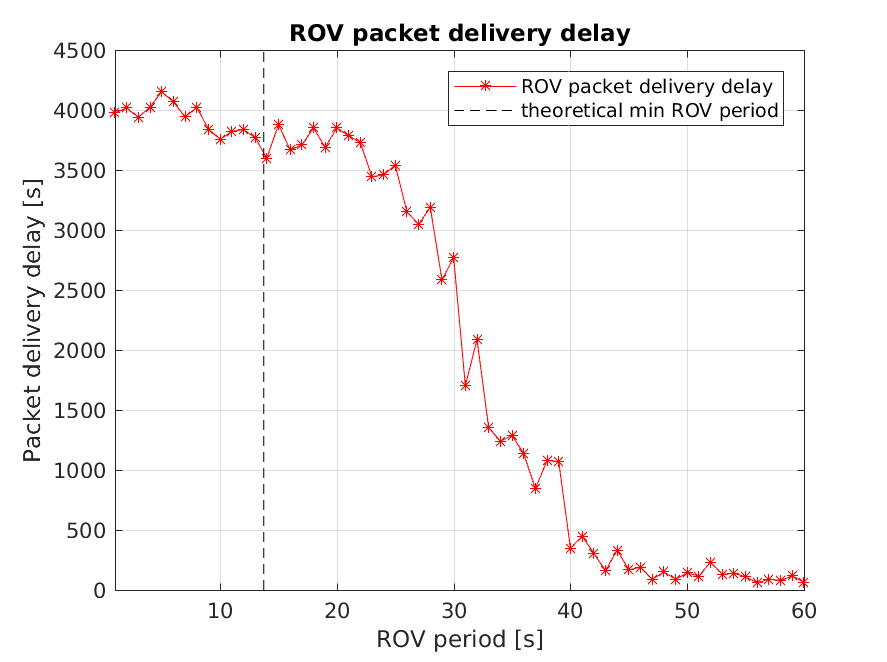 ROV packet delivery delay
4500
4000
3500
3000
2500
2000
1500
1000
500
0
Packet delivery delay [s]
ROV packet delivery delay
theoretical min ROV period
10 20 30 40 50 60
ROV period [s]